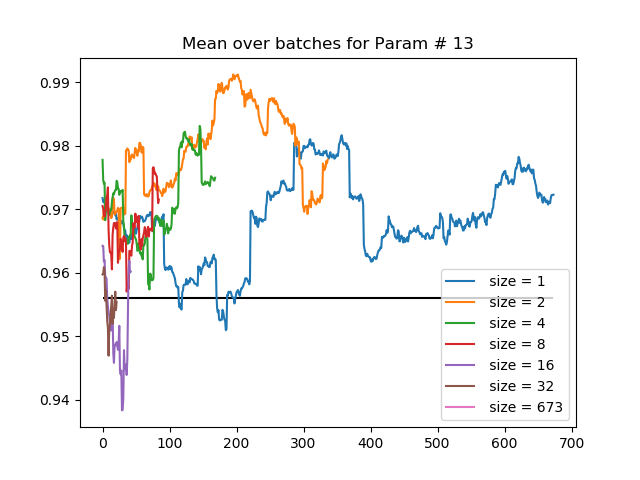 Mean over batches for Param # 13
0.99
0.98
0.97
0.96
0.95
0.94
0 100 200 300 400 500 600 700
size = 1
size = 2
size = 4
size = 8
size = 16
size = 32
size = 673